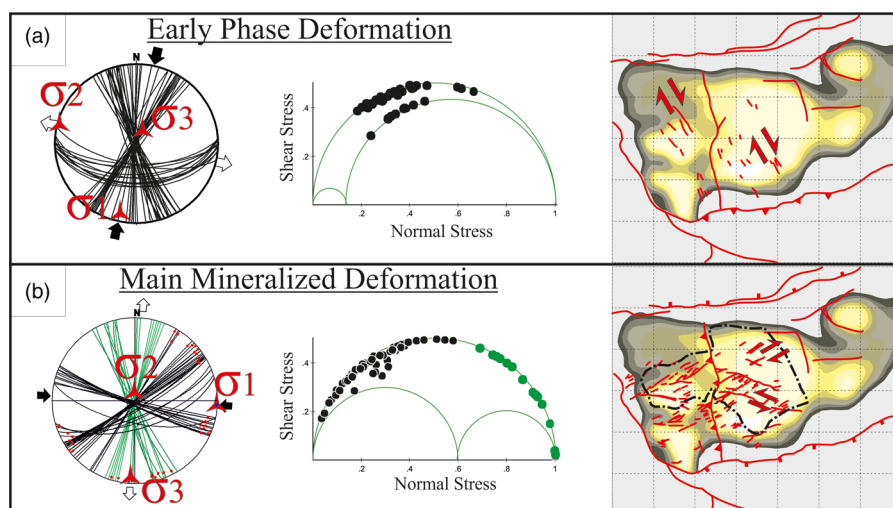 (a)
Early Phase Deformation
N
σ2
σ3
σ1
Shear Stress
.4
.2
.2 .4 .6 .8 1
Normal Stress
(b)
Main Mineralized Deformation
N
σ2
σ1
σ3
Shear Stress
.4
.2
.2 .4 .6 .8 1
Normal Stress